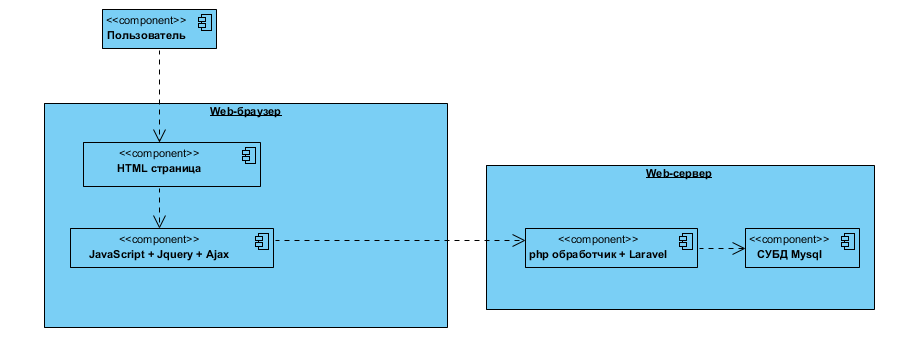 <<component>>
Пользователь
Web-браузер
<<component>>
HTML страница
<<component>>
JavaScript + Jquery + Ajax
Web-сервер
<<component>>
php обработчик + Laravel
<<component>>
СУБД Mysql